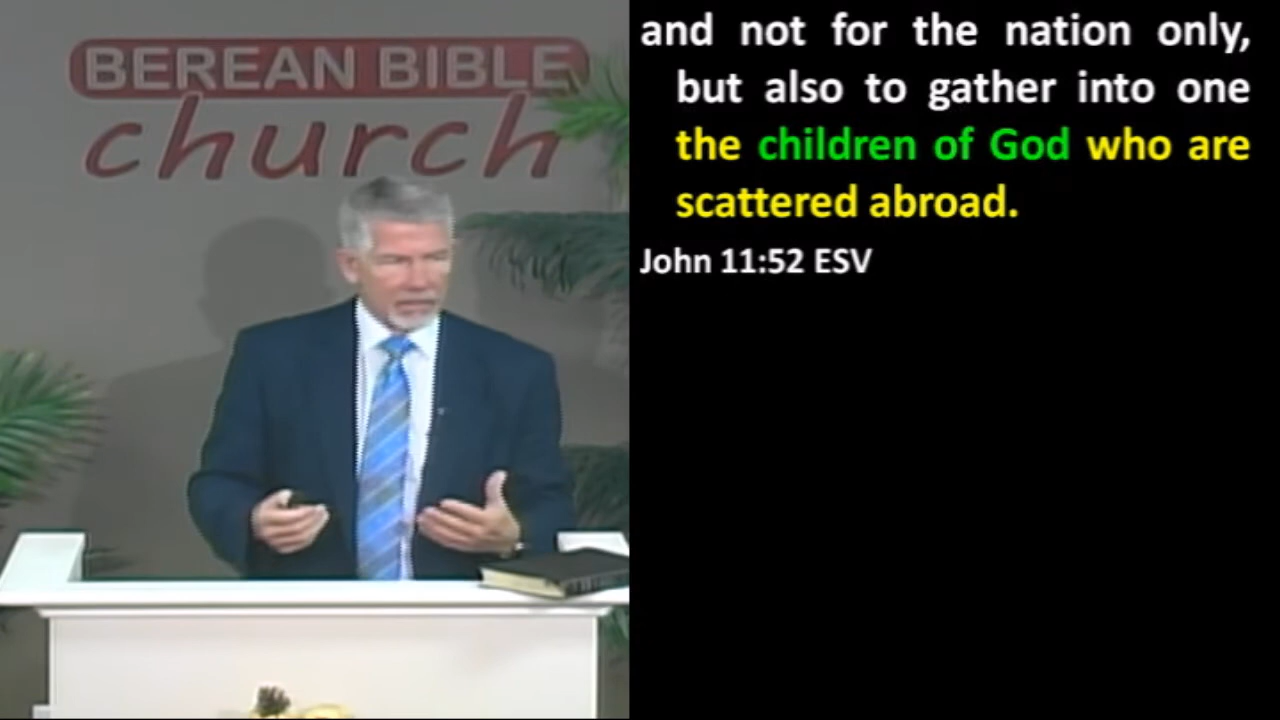 BEREAN BIBLE
church
and not for the nation only,
but also to gather into one
the children of God who are
scattered abroad.
John 11:52 ESV